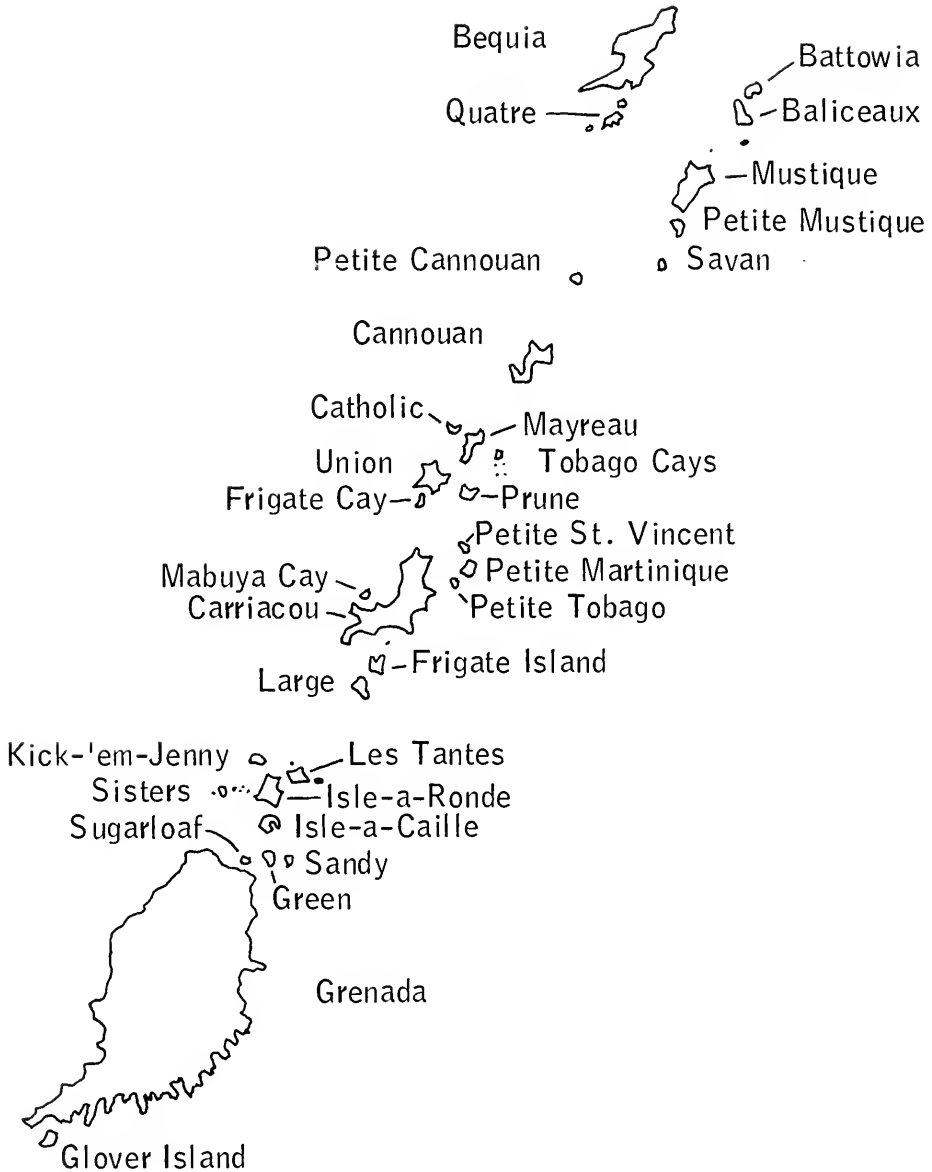 Bequia
Battowia
Quatre
Baliceaux
Mustique
Petite Mustique
Petite Cannouan
Savan
Cannouan
Catholic
Mayreau
Union
Tobago Cays
Frigate Cay
Prune
Petite St. Vincent
Mabuya Cay
Petite Martinique
Carriacou
Petite Tobago
Frigate Island
Large
Kick-'em-Jenny
Les Tantes
Sisters
Isle-a-Ronde
Sugarloaf
Isle-a-Caille
Sandy
Green
Grenada
Glover Island